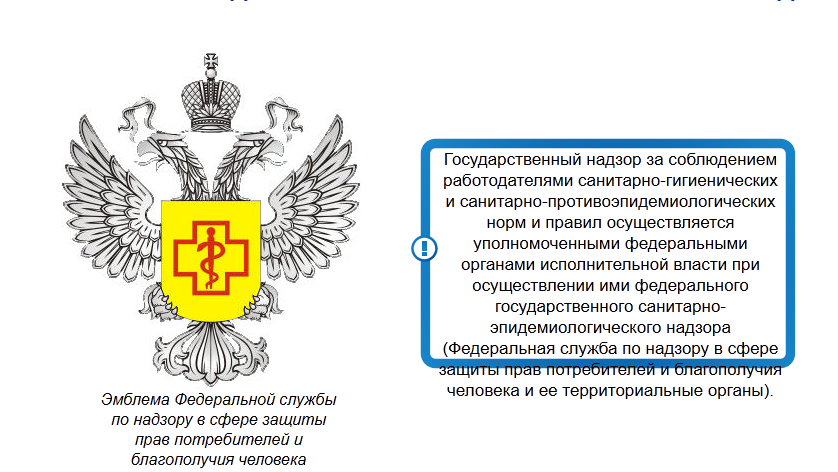 Государственный надзор за соблюдением
работодателями санитарно-гигиенических
и санитарно-противоэпидемиологических
норм и правил осуществляется
уполномоченными федеральными
органами исполнительной власти при
осуществлении ими федерального
государственного санитарно-
эпидемиологического надзора
(Федеральная служба по надзору в сфере
защиты прав потребителей и благополучия
человека и ее территориальные органы).
Эмблема Федеральной службы
по надзору в сфере защиты
прав потребителей и
благополучия человека